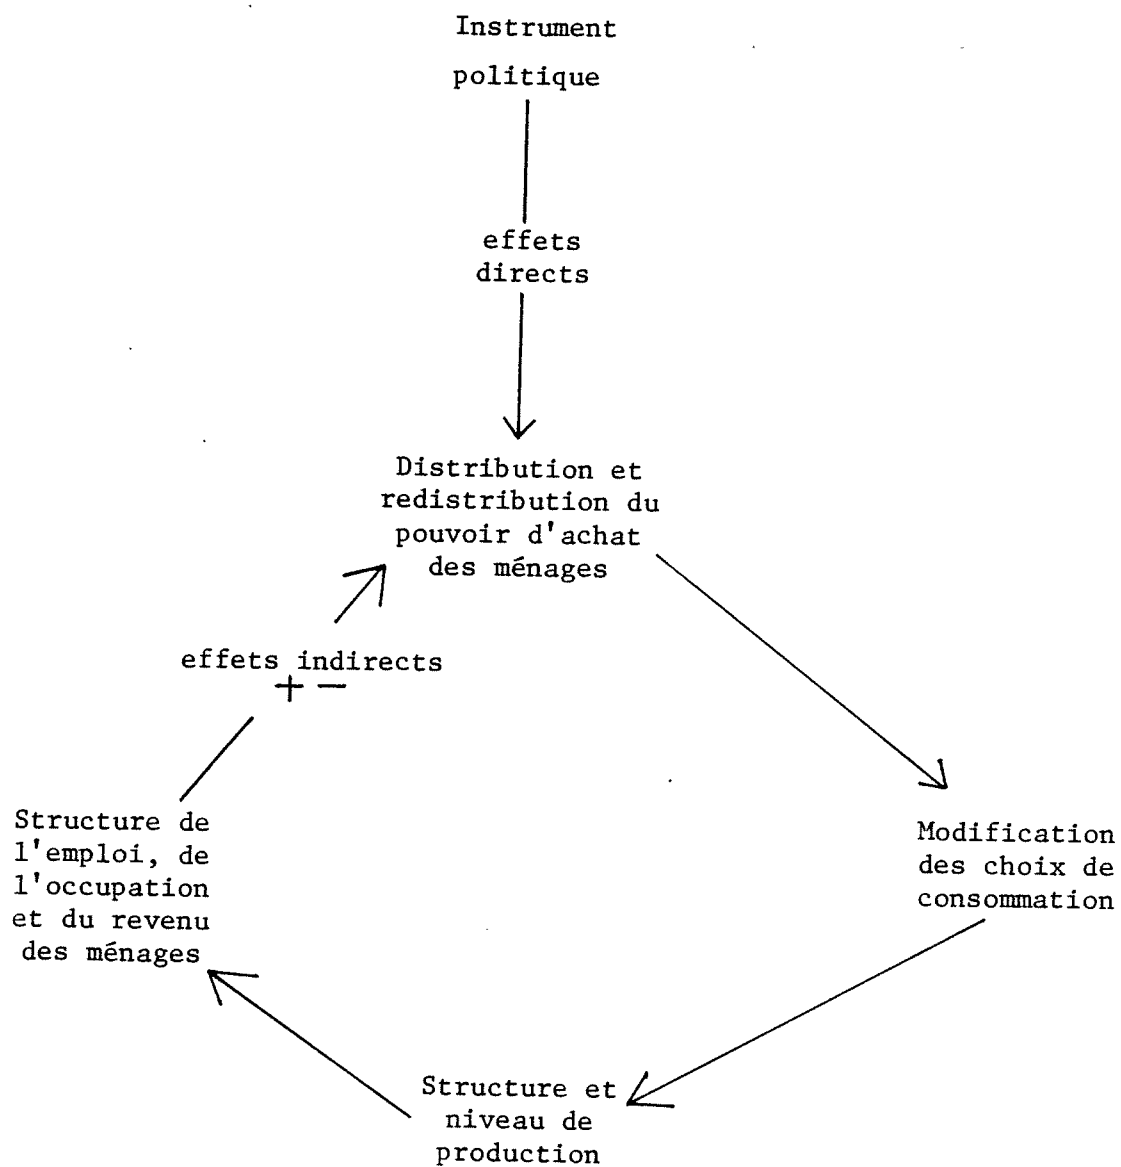 Instrument
politique
effets
directs
Distribution et
redistribution du
pouvoir d'achat
des ménages
effets indirects
+ −
Structure de
l'emploi, de
l'occupation
et du revenu
des ménages
Modification
des choix de
consommation
Structure et
niveau de
production